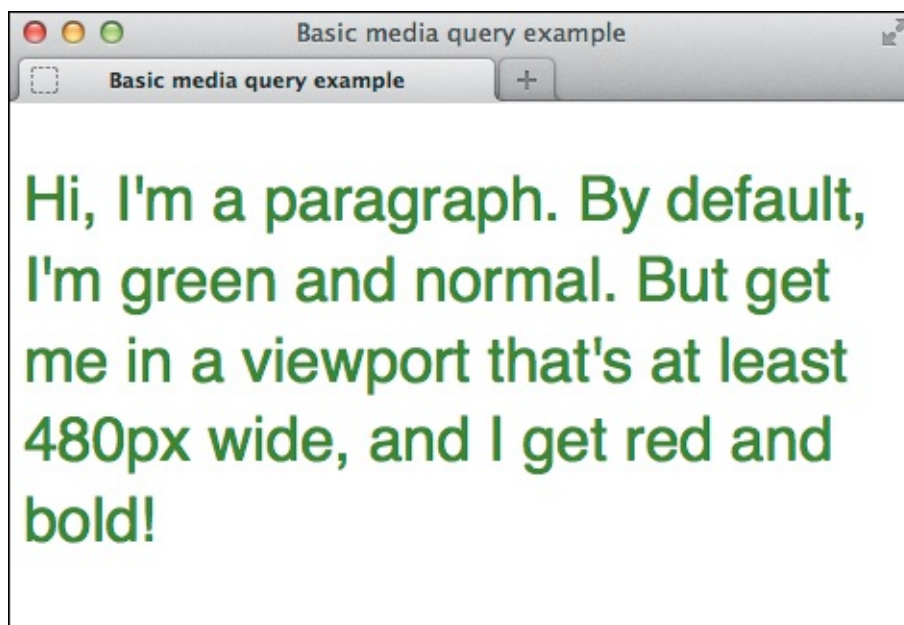 Basic media query example
Basic media query example
Hi, I'm a paragraph. By default,
I'm green and normal. But get
me in a viewport that's at least
480px wide, and I get red and
bold!